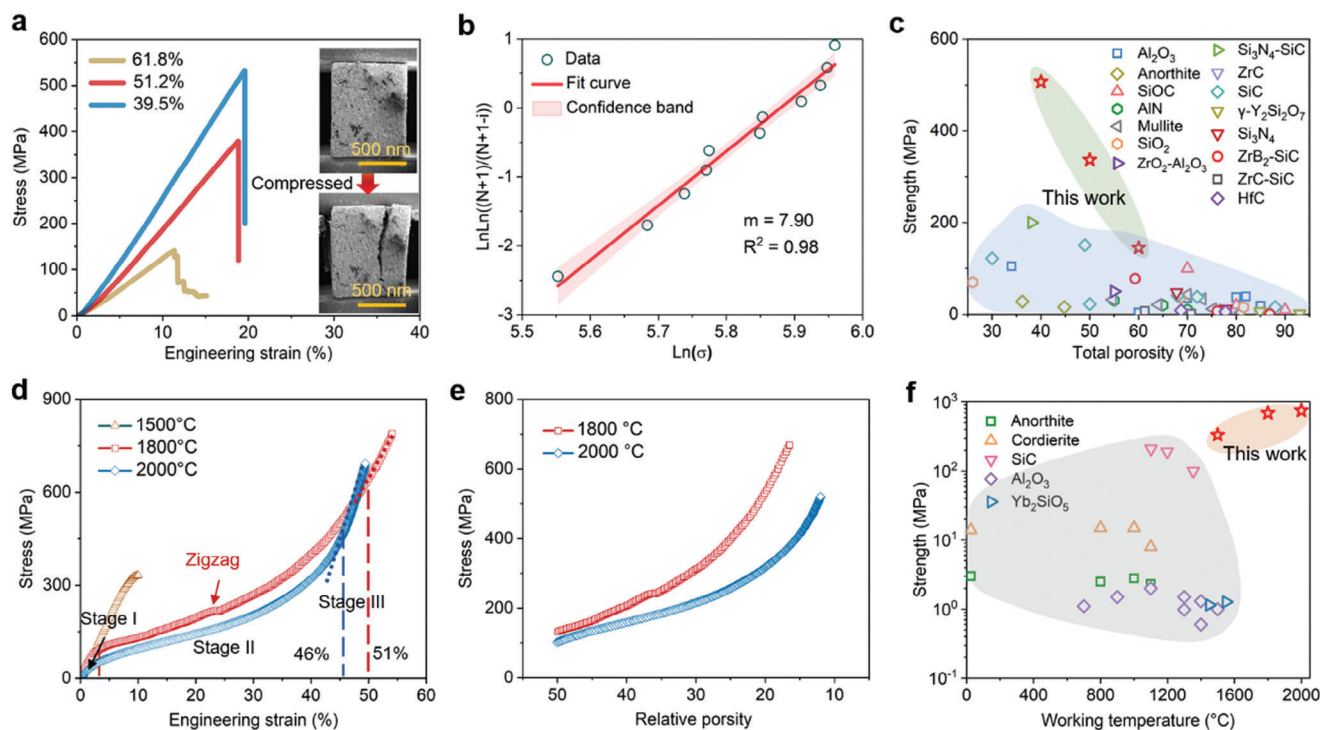 a
600
500
400
300
200
100
0
Stress (MPa)
0
10
20
30
40
Engineering strain (%)
61.8%
51.2%
39.5%
500 nm
Compressed
500 nm
b
1
0
-1
-2
-3
LnLn((N+1)/(N+1-i))
5.5
5.6
5.7
5.8
5.9
6.0
Ln(σ)
Data
Fit curve
Confidence band
m = 7.90
R² = 0.98
c
600
400
200
0
Strength (MPa)
30
40
50
60
70
80
90
Total porosity (%)
Al₂O₃
Anorthite
SiOC
AlN
Mullite
SiO₂
ZrO₂-Al₂O₃
Si₃N₄-SiC
ZrC
SiC
γ-Y₂Si₂O₇
Si₃N₄
ZrB₂-SiC
ZrC-SiC
HfC
This work
d
900
600
300
0
Stress (MPa)
0
10
20
30
40
50
60
Engineering strain (%)
1500°C
1800°C
2000°C
Zigzag
Stage I
Stage II
Stage III
46%
51%
e
800
600
400
200
0
Stress (MPa)
50
40
30
20
10
Relative porsity
1800 °C
2000 °C
f
10³
10²
10¹
10⁰
10⁻¹
Strength (MPa)
0
400
800
1200
1600
2000
Working temperature (°C)
Anorthite
Cordierite
SiC
Al₂O₃
Yb₂SiO₅
This work